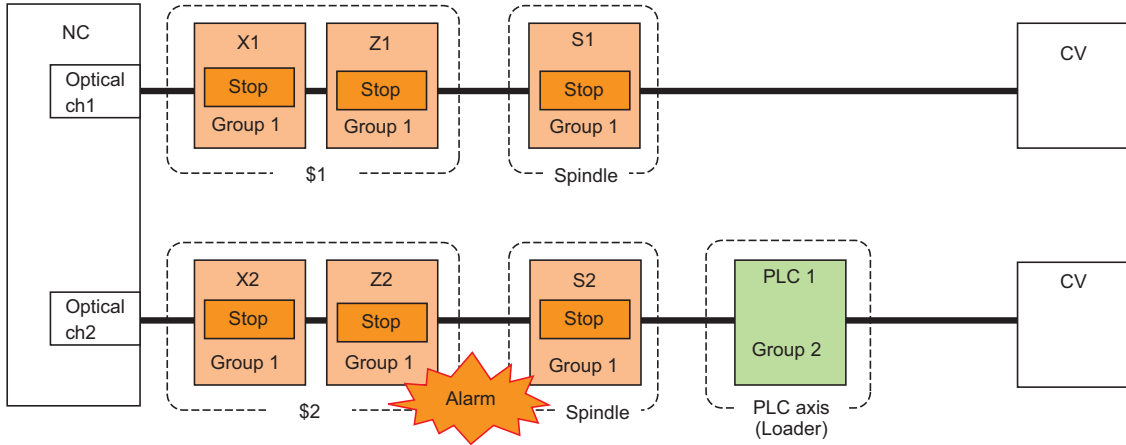 NC
Optical
ch1
X1
Stop
Group 1
Z1
Stop
Group 1
$1
S1
Stop
Group 1
Spindle
CV
Optical
ch2
X2
Stop
Group 1
Z2
Stop
Group 1
$2
Alarm
S2
Stop
Group 1
Spindle
PLC 1
Group 2
PLC axis
(Loader)
CV